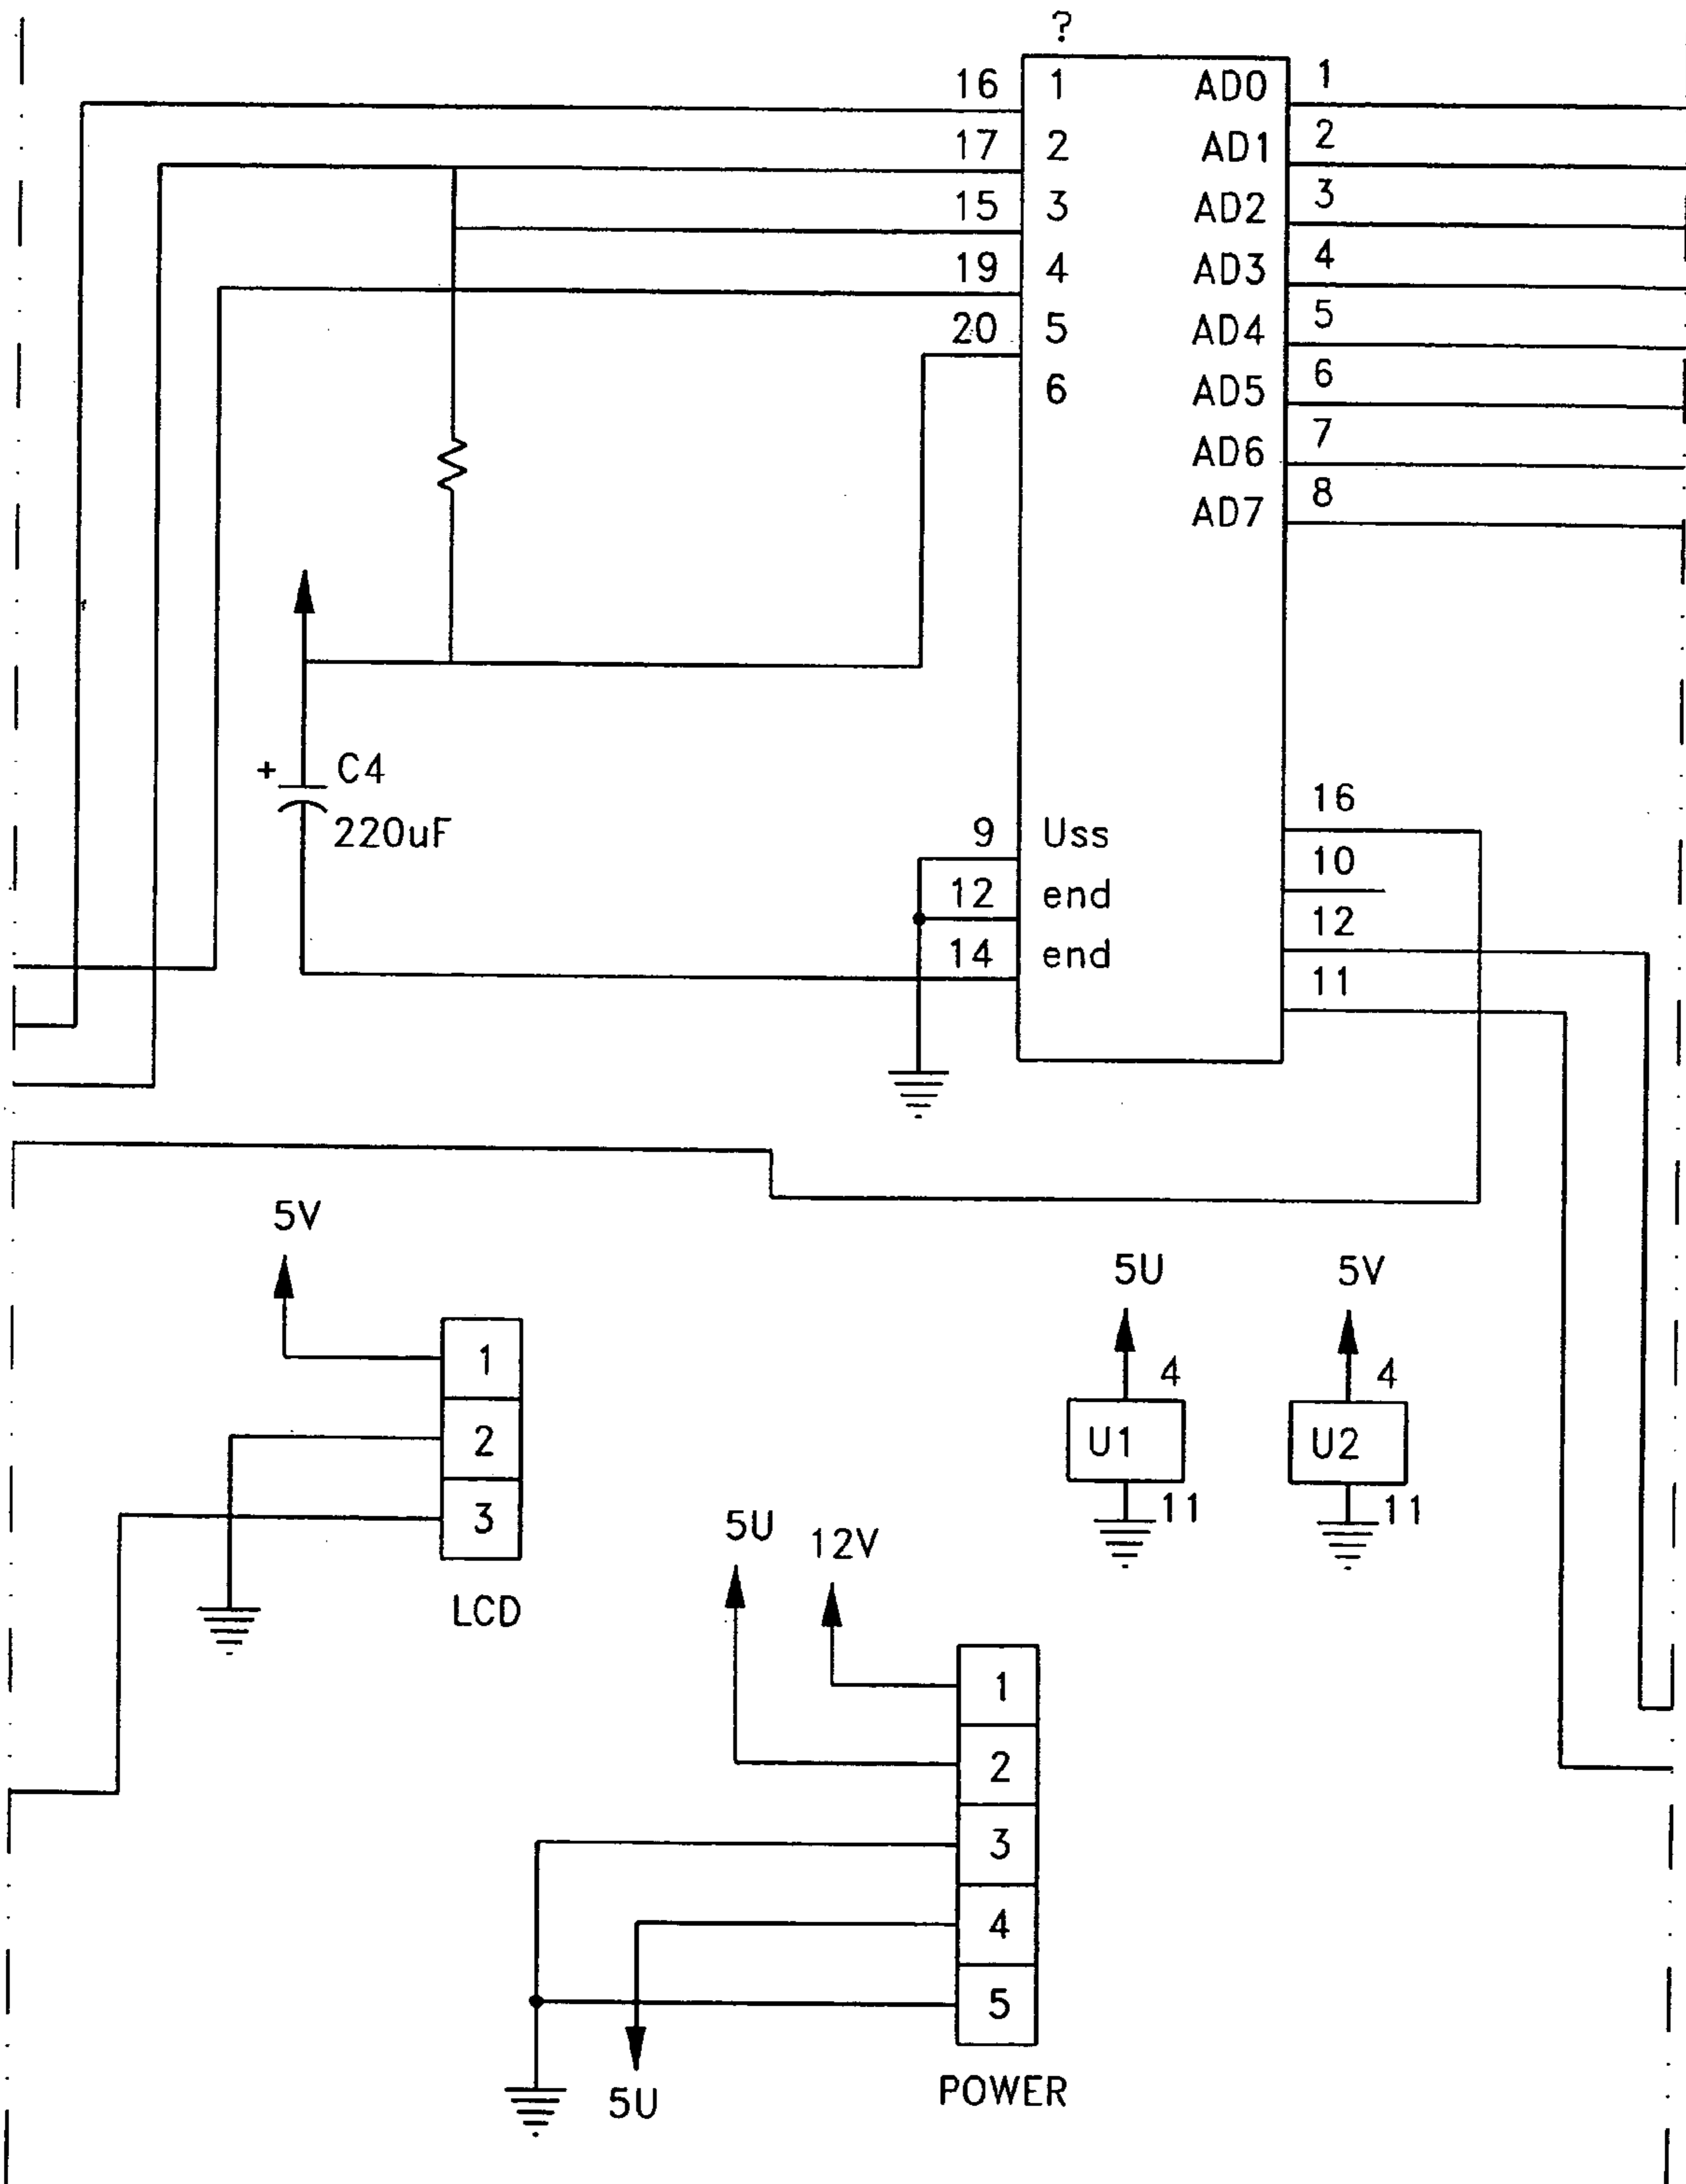 ?
16 1 AD0 1
17 2 AD1 2
15 3 AD2 3
19 4 AD3 4
20 5 AD4 5
6 AD5 6
AD6 7
AD7 8
+ C4
220uF
16
9 Uss
10
12 end
12
14 end
11
5V
1
2
3
LCD
5U
4
U1
11
5V
4
U2
11
5U
12V
1
2
3
4
5
5U
POWER